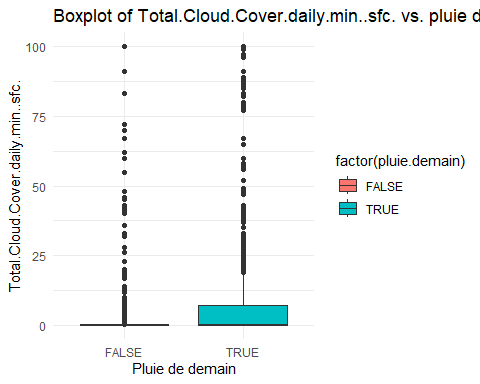 Boxplot of Total.Cloud.Cover.daily.min..sfc. vs. pluie d
Total.Cloud.Cover.daily.min..sfc.
100
75
50
25
0
FALSE
TRUE
Pluie de demain
factor(pluie.demain)
FALSE
TRUE